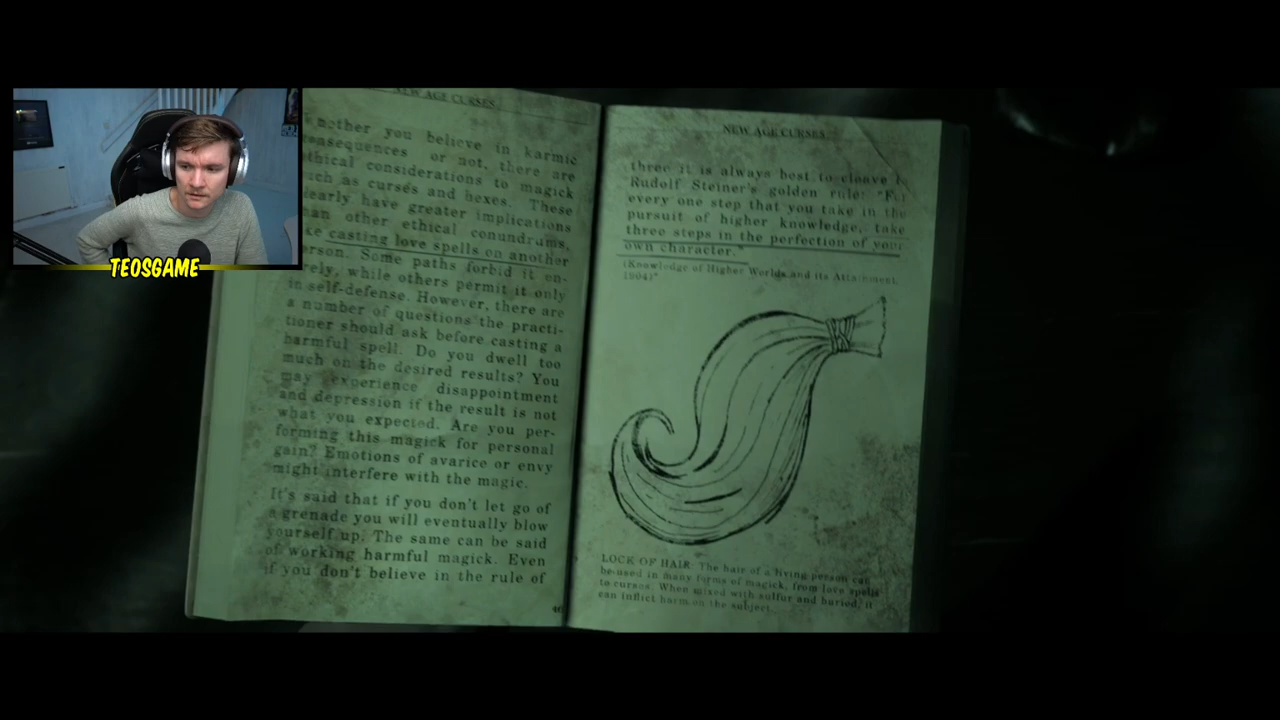 TEOSGAME
NEW AGE CURSES
you believe in karmic
or not, there are
considerations to magick
as curses and hexes. These
have greater implications
other ethical conundrums,
casting love spells on another
Some paths forbid it en-
while others permit it only
in self-defense. However, there are
a number of questions the practi-
tioner should ask before casting a
harmful spell. Do you dwell too
much on the desired results? You
may experience disappointment
and depression if the result is not
what you expected. Are you per-
forming this magick for personal
gain? Emotions of avarice or envy
might interfere with the magic.
It's said that if you don't let go of
a grenade you will eventually blow
yourself up. The same can be said
of working harmful magick. Even
if you don't believe in the rule of
NEW AGE CURSES
three it is always best to cleave
Rudolf Steiner's golden rule: "For
every one step that you take in the
pursuit of higher knowledge, take
three steps in the perfection of your
own character."
(Knowledge of Higher Worlds and its Attainment,
1904)"
LOCK OF HAIR: The hair of a living person can
be used in many forms of magick, from love spells
to curses. When mixed with sulfur and buried, it
can inflict harm on the subject.